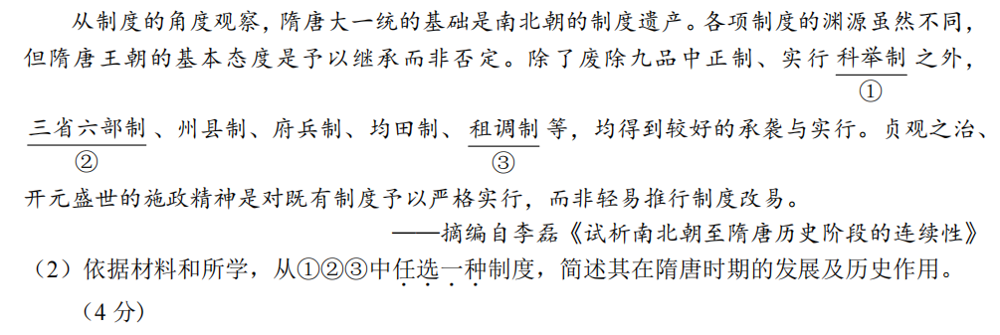 从制度的角度观察，隋唐大一统的基础是南北朝的制度遗产。各项制度的渊源虽然不同，
但隋唐王朝的基本态度是予以继承而非否定。除了废除九品中正制、实行科举制之外，
①
三省六部制、州县制、府兵制、均田制、租调制等，均得到较好的承袭与实行。贞观之治、
② ③
开元盛世的施政精神是对既有制度予以严格实行，而非轻易推行制度改易。
——摘编自李磊《试析南北朝至隋唐历史阶段的连续性》
（2）依据材料和所学，从①②③中任选一种制度，简述其在隋唐时期的发展及历史作用。
（4 分）